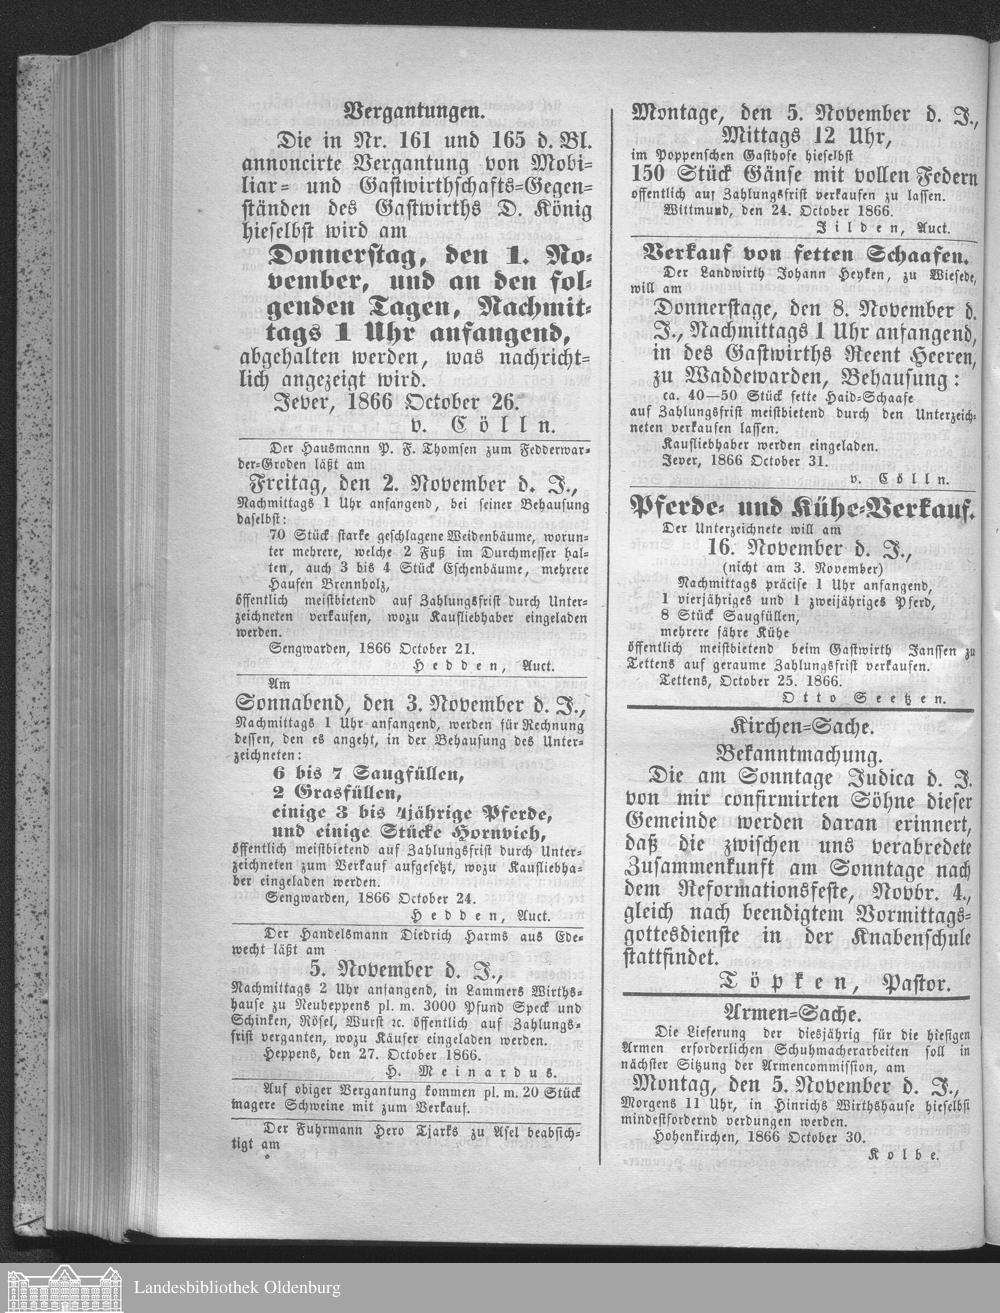 Vergantungen.
Die in Nr. 161 und 165 d. Bl.
annoncirte Vergantung von Mobi-
liar- und Gastwirthschafts-Gegen-
ständen des Gastwirths D. König
hieselbst wird am
Donnerstag, den 1. No-
vember, und an den fol-
genden Tagen, Nachmit-
tags 1 Uhr anfangend,
abgehalten werden, was nachricht-
lich angezeigt wird.
Jever, 1866 October 26.
v. Cölln.
Der Hausmann P. F. Thomsen zum Fedderwar-
der-Groden läßt am
Freitag, den 2. November d. J.,
Nachmittags 1 Uhr anfangend, bei seiner Behausung
daselbst:
70 Stück starke geschlagene Weidenbäume, worun-
ter mehrere, welche 2 Fuß im Durchmesser hal-
ten, auch 3 bis 4 Stück Eschenbäume, mehrere
Haufen Brennholz,
öffentlich meistbietend auf Zahlungsfrist durch Unter-
zeichneten verkaufen, wozu Kaufliebhaber eingeladen
werden.
Sengwarden, 1866 October 21.
Hedden, Auct.
Am
Sonnabend, den 3. November d. J.,
Nachmittags 1 Uhr anfangend, werden für Rechnung
dessen, den es angeht, in der Behausung des Unter-
zeichneten:
6 bis 7 Saugfüllen,
2 Grasfüllen,
einige 3 bis 4jährige Pferde,
und einige Stücke Hornvieh,
öffentlich meistbietend auf Zahlungsfrist durch Unter-
zeichneten zum Verkauf aufgesetzt, wozu Kaufliebha-
ber eingeladen werden.
Sengwarden, 1866 October 24.
Hedden, Auct.
Der Handelsmann Diedrich Harms aus Ede-
wecht läßt am
5. November d. J.,
Nachmittags 2 Uhr anfangend, in Lammers Wirths-
hause zu Neuheppens pl. m. 3000 Pfund Speck und
Schinken, Rösel, Wurst ꝛc. öffentlich auf Zahlungs-
frist verganten, wozu Käufer eingeladen werden.
Heppens, den 27. October 1866.
H. Meinardus.
Auf obiger Vergantung kommen pl. m. 20 Stück
magere Schweine mit zum Verkauf.
Der Fuhrmann Hero Tjarks zu Asel beabsich-
tigt am
Montage, den 5. November d. J.,
Mittags 12 Uhr,
im Poppenschen Gasthofe hieselbst
150 Stück Gänse mit vollen Federn
öffentlich auf Zahlungsfrist verkaufen zu lassen.
Wittmund, den 24. October 1866.
Jilden, Auct.
Verkauf von fetten Schaafen.
Der Landwirth Johann Heyken, zu Wiesede,
will am
Donnerstage, den 8. November d.
J., Nachmittags 1 Uhr anfangend,
in des Gastwirths Reent Heeren,
zu Waddewarden, Behausung:
ca. 40—50 Stück fette Haid-Schaafe
auf Zahlungsfrist meistbietend durch den Unterzeich-
neten verkaufen lassen.
Kaufliebhaber werden eingeladen.
Jever, 1866 October 31.
v. Cölln.
Pferde- und Kühe-Verkauf.
Der Unterzeichnete will am
16. November d. J.,
(nicht am 3. November)
Nachmittags präcise 1 Uhr anfangend,
1 vierjähriges und 1 zweijähriges Pferd,
8 Stück Saugfüllen,
mehrere fähre Kühe
öffentlich meistbietend beim Gastwirth Janssen zu
Tettens auf geraume Zahlungsfrist verkaufen.
Tettens, October 25. 1866.
Otto Seetzen.
Kirchen-Sache.
Bekanntmachung.
Die am Sonntage Judica d. J.
von mir confirmirten Söhne dieser
Gemeinde werden daran erinnert,
daß die zwischen uns verabredete
Zusammenkunft am Sonntage nach
dem Reformationsfeste, Novbr. 4.,
gleich nach beendigtem Vormittags-
gottesdienste in der Knabenschule
stattfindet.
Töpken, Pastor.
Armen-Sache.
Die Lieferung der diesjährig für die hiesigen
Armen erforderlichen Schuhmacherarbeiten soll in
nächster Sitzung der Armencommission, am
Montag, den 5. November d. J.,
Morgens 11 Uhr, in Hinrichs Wirthshause hieselbst
mindestfordernd verdungen werden.
Hohenkirchen, 1866 October 30.
Kolbe.
Landesbibliothek Oldenburg